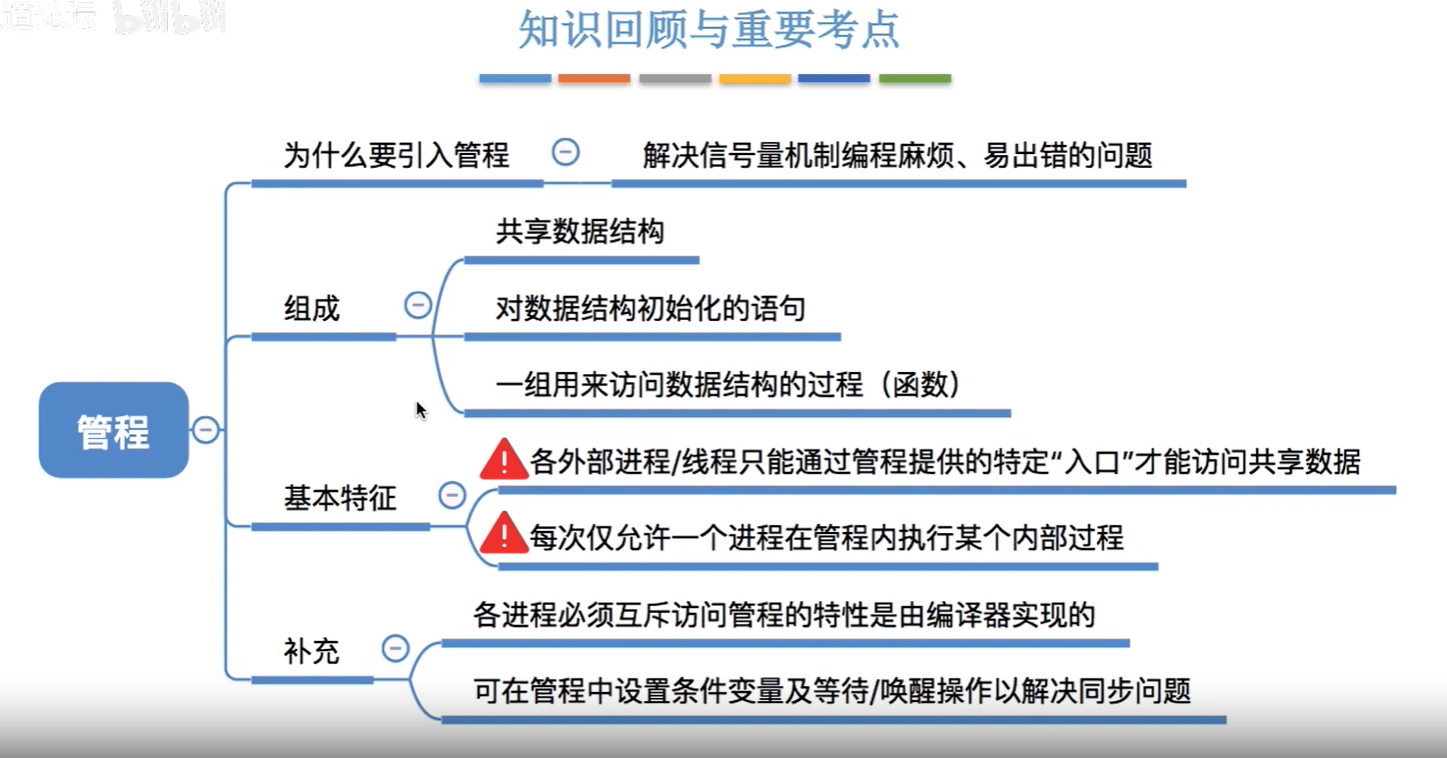 道论坛 bilibili
知识回顾与重要考点
为什么要引入管程
解决信号量机制编程麻烦、易出错的问题
组成
共享数据结构
对数据结构初始化的语句
一组用来访问数据结构的过程（函数）
管程
基本特征
各外部进程/线程只能通过管程提供的特定“入口”才能访问共享数据
每次仅允许一个进程在管程内执行某个内部过程
补充
各进程必须互斥访问管程的特性是由编译器实现的
可在管程中设置条件变量及等待/唤醒操作以解决同步问题